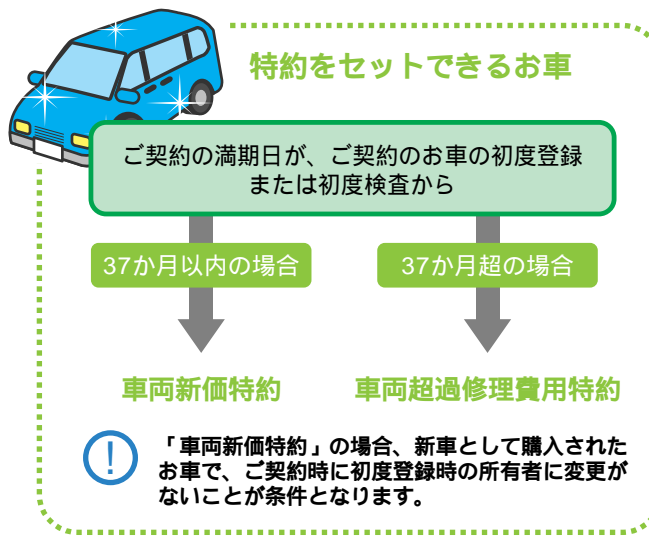 特約をセットできるお車
ご契約の満期日が、ご契約のお車の初度登録
または初度検査から
37か月以内の場合
37か月超の場合
車両新価特約
車両超過修理費用特約
!
「車両新価特約」の場合、新車として購入された
お車で、ご契約時に初度登録時の所有者に変更が
ないことが条件となります。